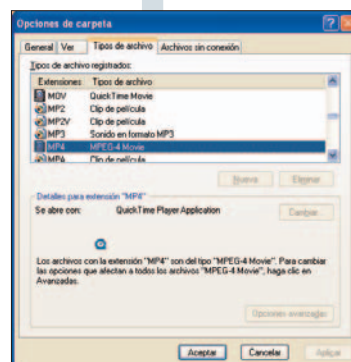 Opciones de carpeta
General Ver Tipos de archivo Archivos sin conexión
Tipos de archivo registrados:
Extensiones Tipos de archivo
MOV QuickTime Movie
MP2 Clip de película
MP2V Clip de película
MP3 Sonido en formato MP3
MP4 MPEG-4 Movie
MPA Clip de película
Nuevo Eliminar
Detalles para extensión "MP4"
Se abre con: QuickTime Player Application Cambiar...
Los archivos con la extensión "MP4" son del tipo "MPEG-4 Movie". Para cambiar
las opciones que afectan a todos los archivos "MPEG-4 Movie", haga clic en
Avanzadas.
Opciones avanzadas
Aceptar Cancelar Aplicar